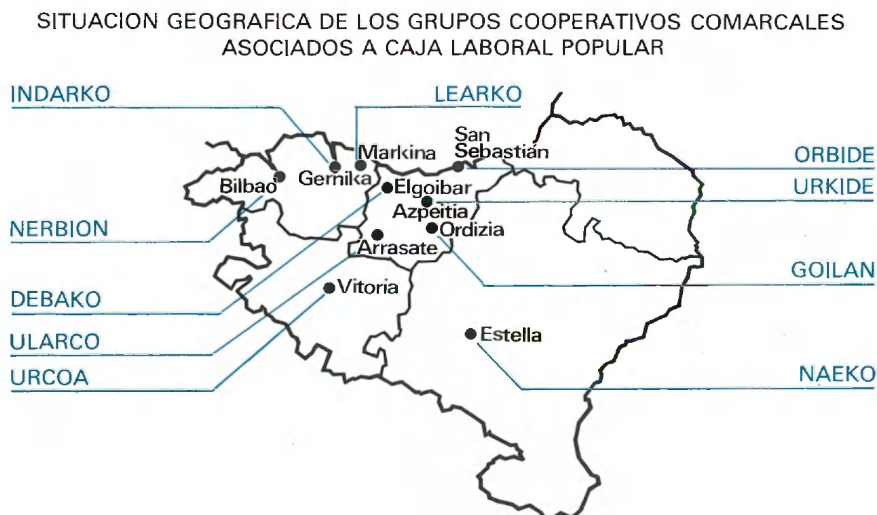 SITUACION GEOGRAFICA DE LOS GRUPOS COOPERATIVOS COMARCALES
ASOCIADOS A CAJA LABORAL POPULAR
INDARKO
LEARKO
San
Sebastián
Markina
ORBIDE
Bilbao
Gernika
Elgoibar
URKIDE
Azpeitia
NERBION
Ordizia
Arrasate
GOILAN
Vitoria
DEBAKO
ULARCO
Estella
URCOA
NAEKO